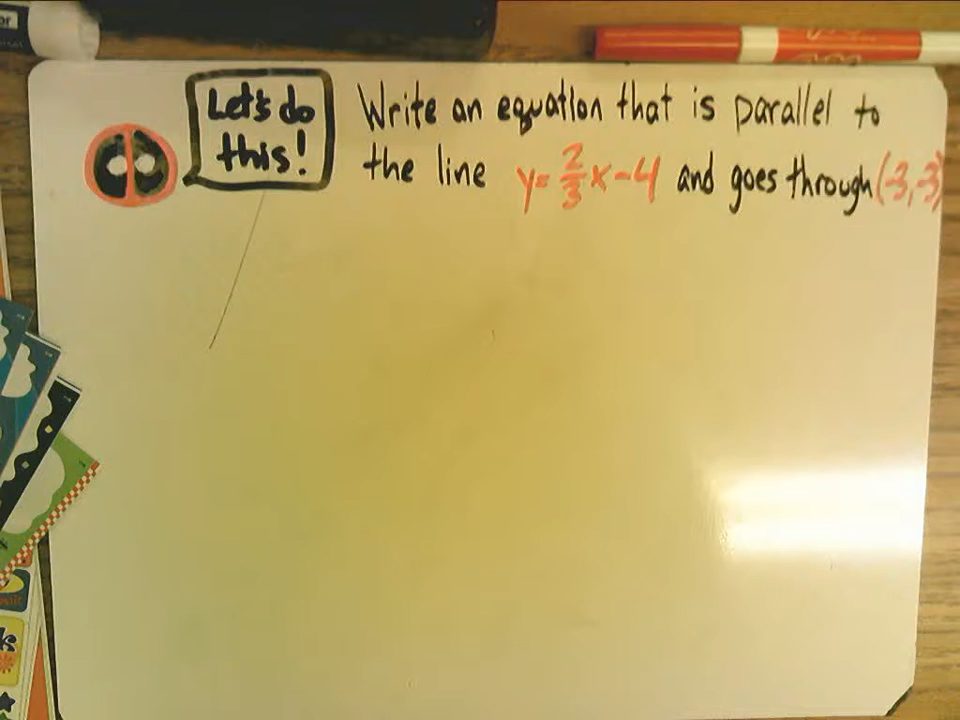 Let's do
this!
Write an equation that is parallel to
the line y = 2/3 x - 4 and goes through (-3, -3)